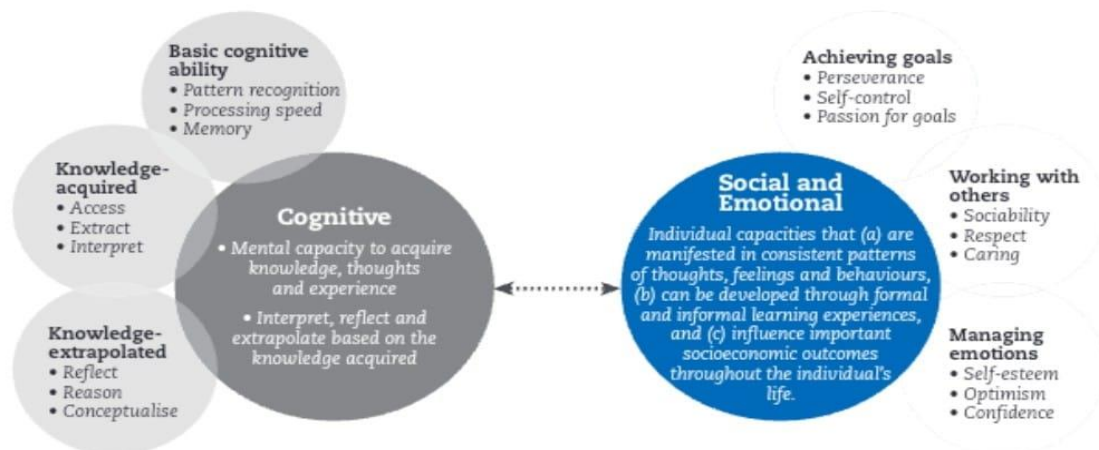 Basic cognitive
ability
• Pattern recognition
• Processing speed
• Memory
Knowledge-
acquired
• Access
• Extract
• Interpret
Knowledge-
extrapolated
• Reflect
• Reason
• Conceptualise
Cognitive
• Mental capacity to acquire
knowledge, thoughts
and experience
• Interpret, reflect and
extrapolate based on the
knowledge acquired
Social and
Emotional
Individual capacities that (a) are
manifested in consistent patterns
of thoughts, feelings and behaviours,
(b) can be developed through formal
and informal learning experiences,
and (c) influence important
socioeconomic outcomes
throughout the individual's
life.
Achieving goals
• Perseverance
• Self-control
• Passion for goals
Working with
others
• Sociability
• Respect
• Caring
Managing
emotions
• Self-esteem
• Optimism
• Confidence